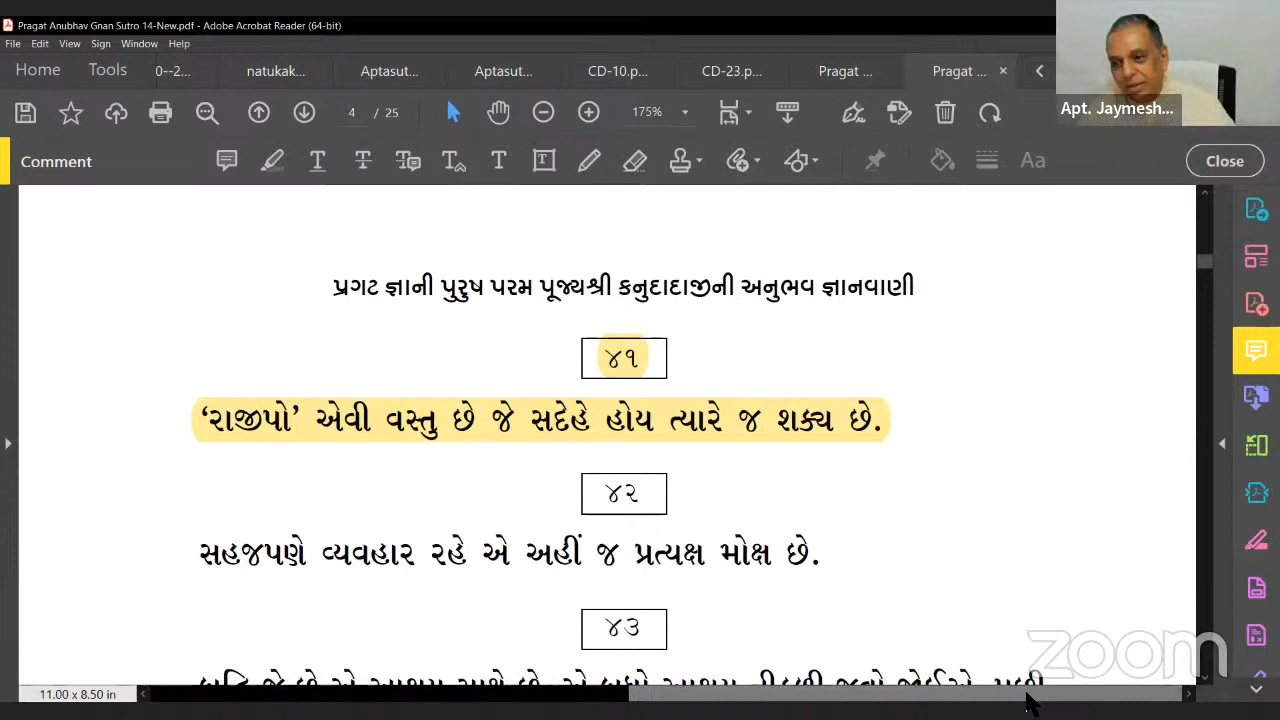 Pragat Anubhav Gnan Sutro 14-New.pdf - Adobe Acrobat Reader (64-bit)
File Edit View Sign Window Help
Home Tools 0--2... natukak... Aptasut... Aptasut... CD-10.p... CD-23.p... Pragat ... Pragat ... ×
4 / 25 175%
Apt. Jaymesh...
Comment T T T T T Aa Close
પ્રગટ જ્ઞાની પુરુષ પરમ પૂજ્યશ્રી કનુદાદાજીની અનુભવ જ્ઞાનવાણી
૪૧
‘રાજીપો’ એવી વસ્તુ છે જે સદેહે હોય ત્યારે જ શક્ય છે.
૪૨
સહજપણે વ્યવહાર રહે એ અહીં જ પ્રત્યક્ષ મોક્ષ છે.
૪૩
zoom
11.00 x 8.50 in